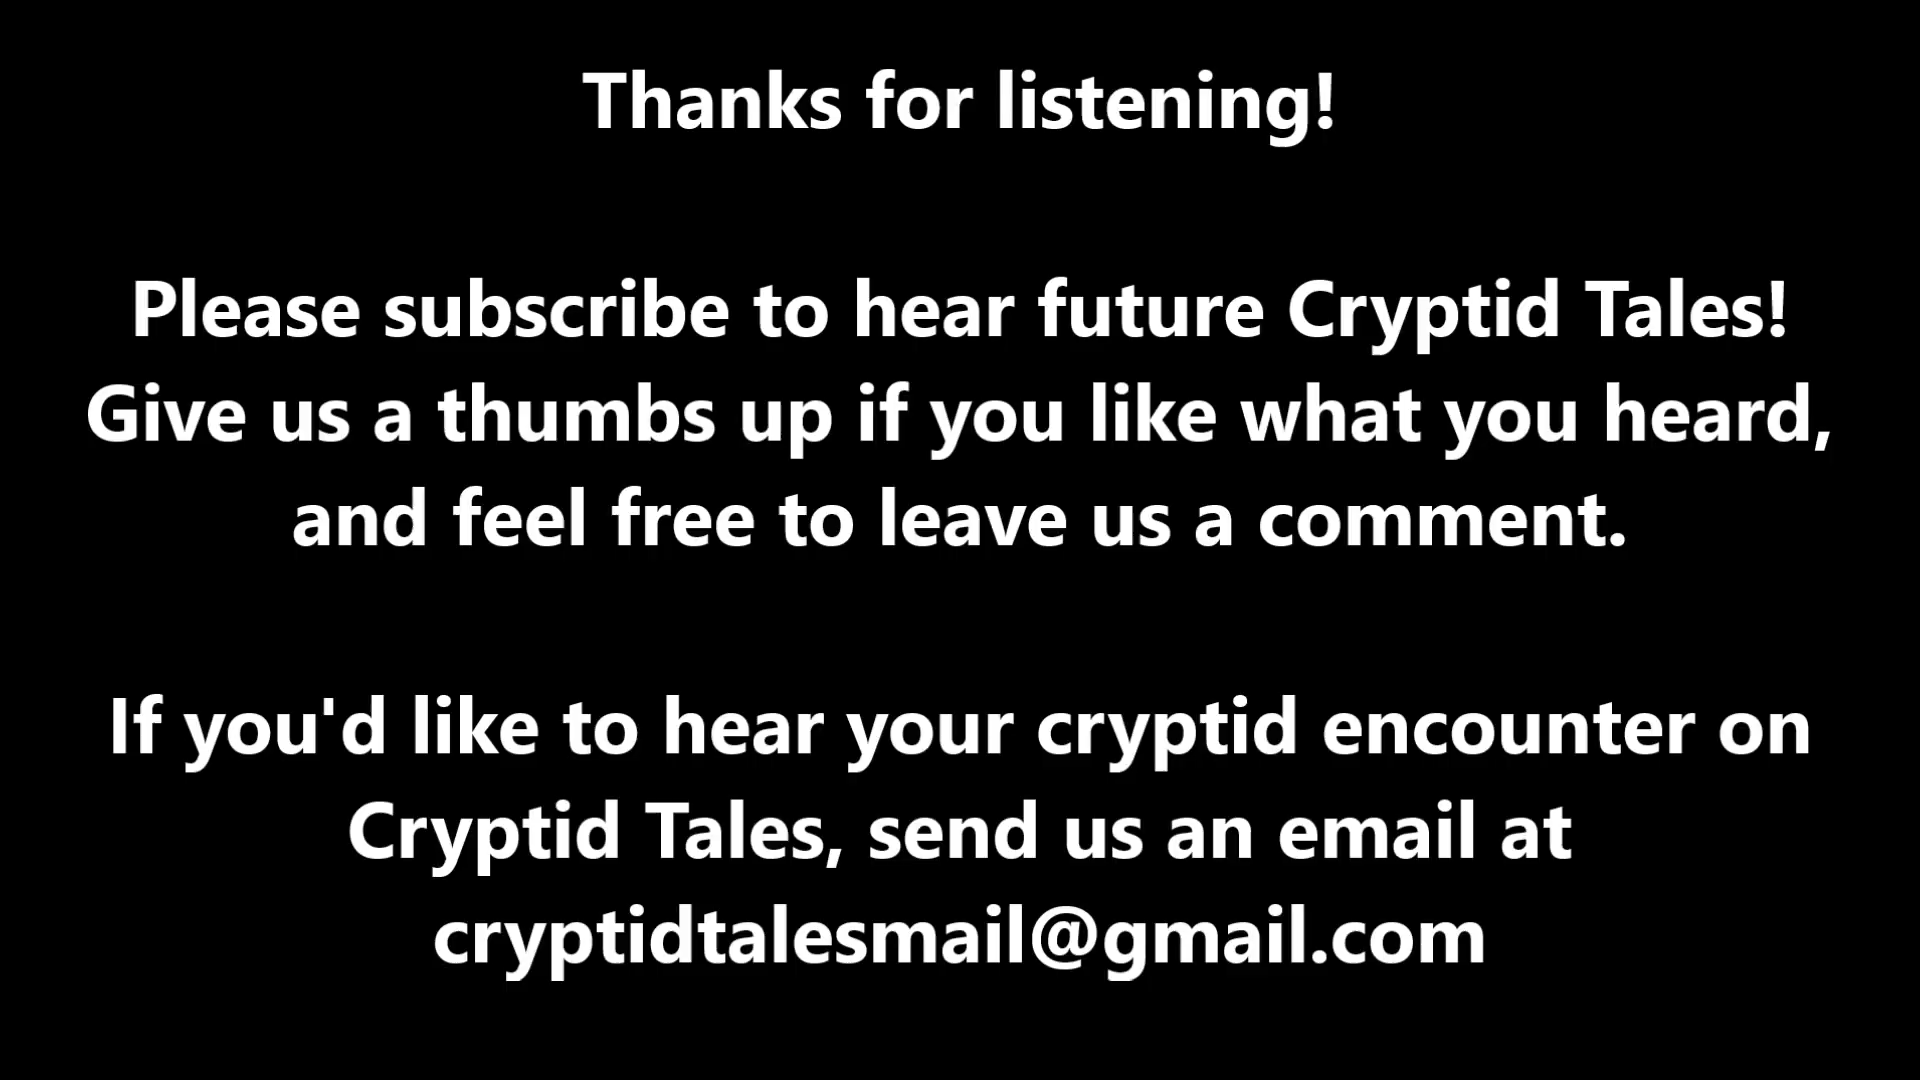 Thanks for listening!
Please subscribe to hear future Cryptid Tales!
Give us a thumbs up if you like what you heard,
and feel free to leave us a comment.
If you'd like to hear your cryptid encounter on
Cryptid Tales, send us an email at
cryptidtalesmail@gmail.com